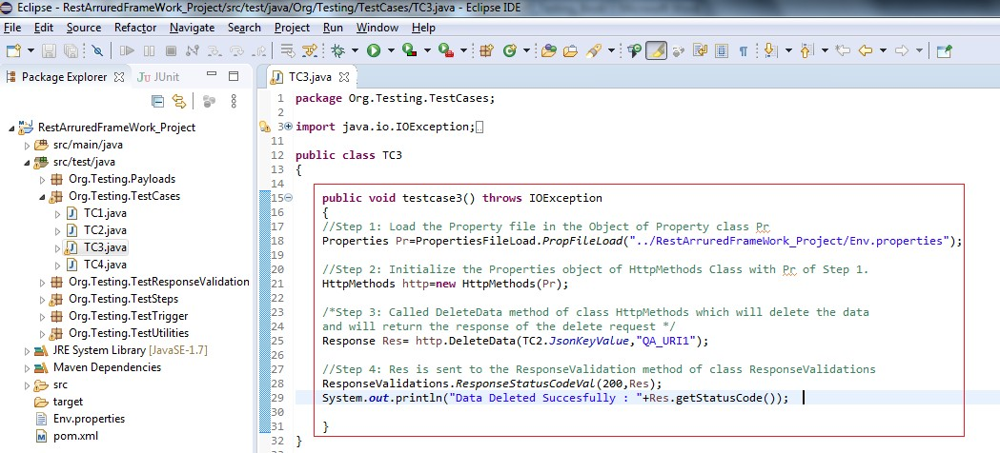 Eclipse - RestArruredFrameWork_Project/src/test/java/Org/Testing/TestCases/TC3.java - Eclipse IDE
File Edit Source Refactor Navigate Search Project Run Window Help
Package Explorer JUnit
RestArruredFrameWork_Project
src/main/java
src/test/java
Org.Testing.Payloads
Org.Testing.TestCases
TC1.java
TC2.java
TC3.java
TC4.java
Org.Testing.TestResponseValidation
Org.Testing.TestSteps
Org.Testing.TestTrigger
Org.Testing.TestUtilities
JRE System Library [JavaSE-1.7]
Maven Dependencies
src
target
Env.properties
pom.xml
TC3.java
1 package Org.Testing.TestCases;
2
3 import java.io.IOException;
11
12 public class TC3
13 {
14
15 public void testcase3() throws IOException
16 {
17 //Step 1: Load the Property file in the Object of Property class Pr
18 Properties Pr=PropertiesFileLoad.PropFileLoad("../RestArruredFrameWork_Project/Env.properties");
19
20 //Step 2: Initialize the Properties object of HttpMethods Class with Pr of Step 1.
21 HttpMethods http=new HttpMethods(Pr);
22
23 /*Step 3: Called DeleteData method of class HttpMethods which will delete the data
24 and will return the response of the delete request */
25 Response Res= http.DeleteData(TC2.JsonKeyValue,"QA_URI1");
26
27 //Step 4: Res is sent to the ResponseValidation method of class ResponseValidations
28 ResponseValidations.ResponseStatusCodeVal(200,Res);
29 System.out.println("Data Deleted Succesfully : "+Res.getStatusCode());
30
31 }
32 }